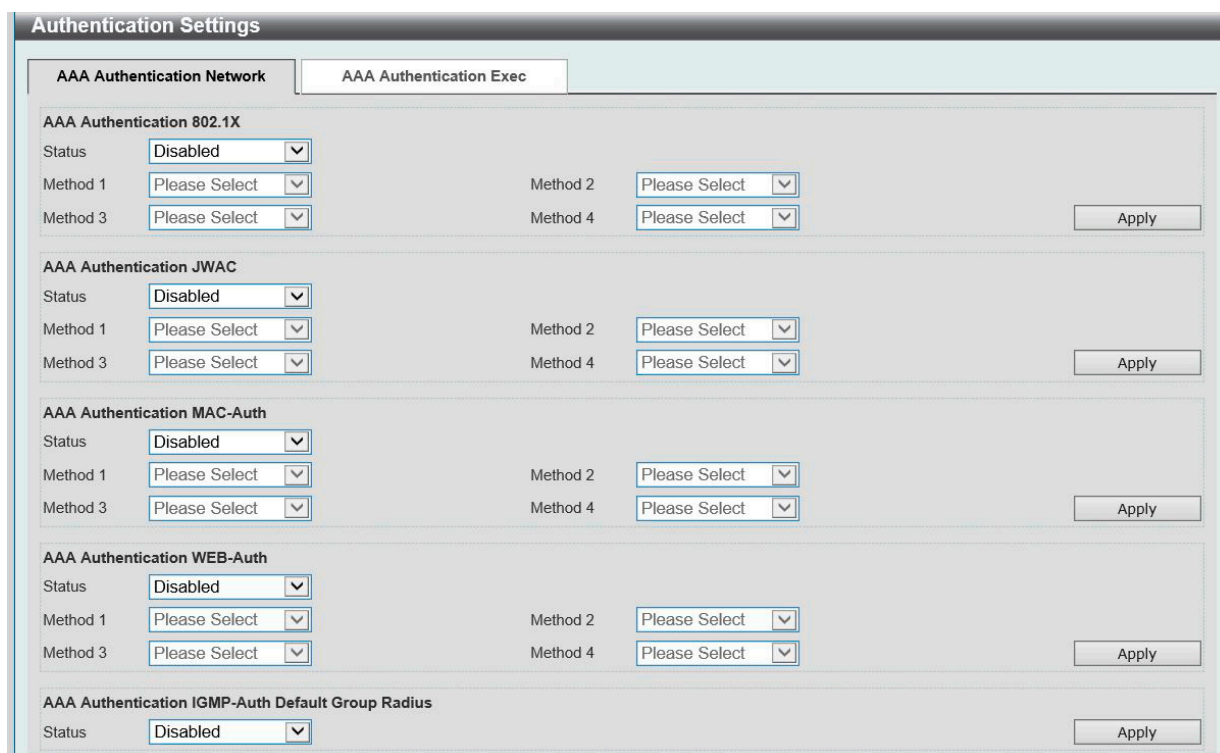 Authentication Settings
AAA Authentication Network AAA Authentication Exec
AAA Authentication 802.1X
Status Disabled
Method 1 Please Select Method 2 Please Select
Method 3 Please Select Method 4 Please Select Apply
AAA Authentication JWAC
Status Disabled
Method 1 Please Select Method 2 Please Select
Method 3 Please Select Method 4 Please Select Apply
AAA Authentication MAC-Auth
Status Disabled
Method 1 Please Select Method 2 Please Select
Method 3 Please Select Method 4 Please Select Apply
AAA Authentication WEB-Auth
Status Disabled
Method 1 Please Select Method 2 Please Select
Method 3 Please Select Method 4 Please Select Apply
AAA Authentication IGMP-Auth Default Group Radius
Status Disabled Apply